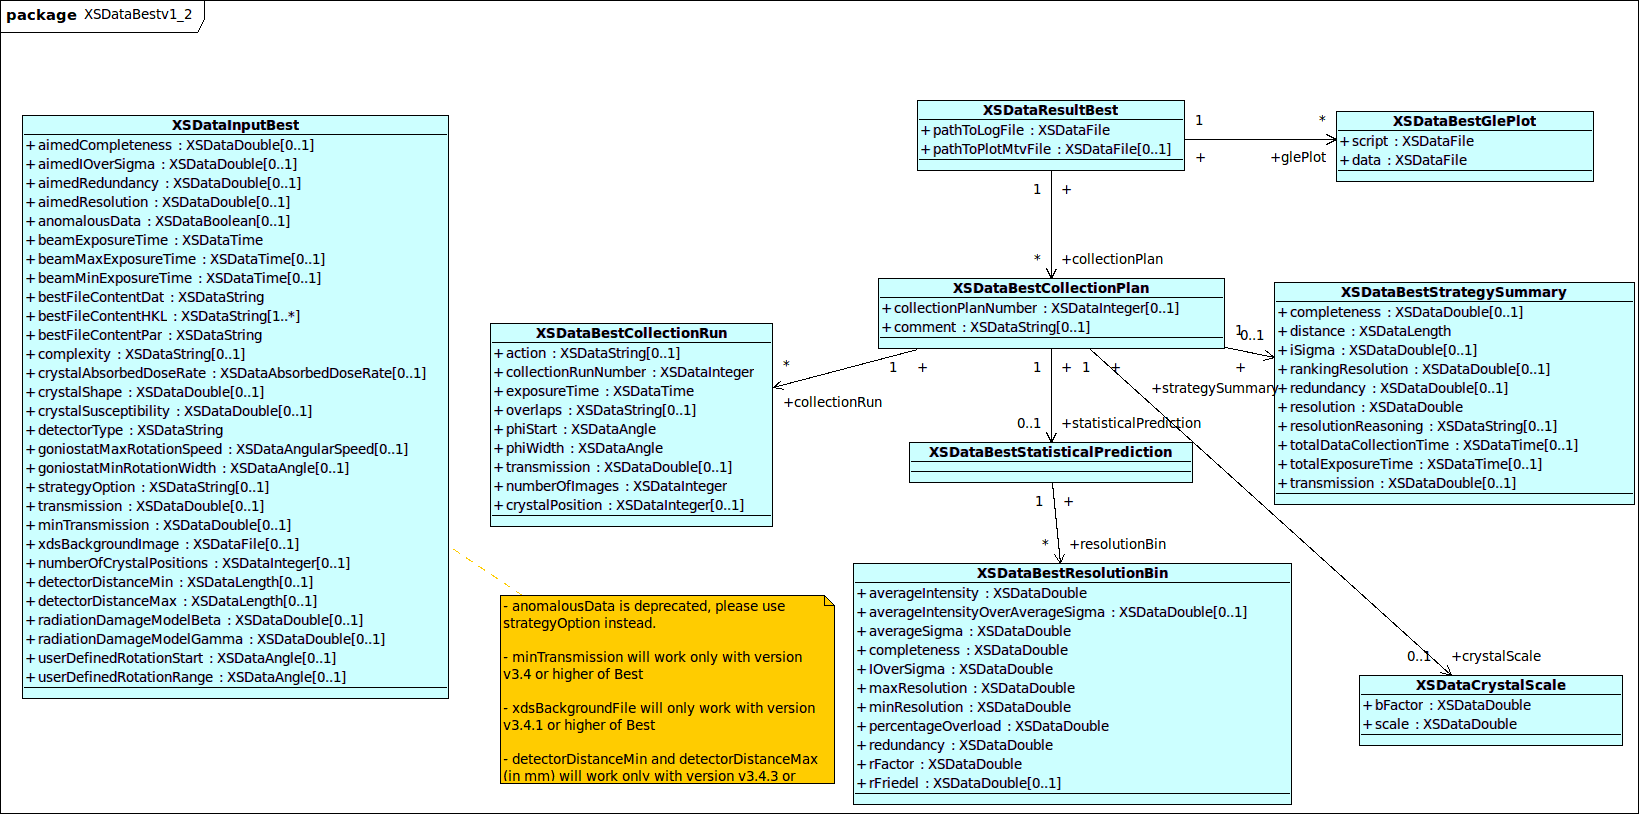 package XSDataBestv1_2
XSDataInputBest
+ aimedCompleteness : XSDataDouble[0..1]
+ aimedIOverSigma : XSDataDouble[0..1]
+ aimedRedundancy : XSDataDouble[0..1]
+ aimedResolution : XSDataDouble[0..1]
+ anomalousData : XSDataBoolean[0..1]
+ beamExposureTime : XSDataTime
+ beamMaxExposureTime : XSDataTime[0..1]
+ beamMinExposureTime : XSDataTime[0..1]
+ bestFileContentDat : XSDataString
+ bestFileContentHKL : XSDataString[1..*]
+ bestFileContentPar : XSDataString
+ complexity : XSDataString[0..1]
+ crystalAbsorbedDoseRate : XSDataAbsorbedDoseRate[0..1]
+ crystalShape : XSDataDouble[0..1]
+ crystalSusceptibility : XSDataDouble[0..1]
+ detectorType : XSDataString
+ goniostatMaxRotationSpeed : XSDataAngularSpeed[0..1]
+ goniostatMinRotationWidth : XSDataAngle[0..1]
+ strategyOption : XSDataString[0..1]
+ transmission : XSDataDouble[0..1]
+ minTransmission : XSDataDouble[0..1]
+ xdsBackgroundImage : XSDataFile[0..1]
+ numberOfCrystalPositions : XSDataInteger[0..1]
+ detectorDistanceMin : XSDataLength[0..1]
+ detectorDistanceMax : XSDataLength[0..1]
+ radiationDamageModelBeta : XSDataDouble[0..1]
+ radiationDamageModelGamma : XSDataDouble[0..1]
+ userDefinedRotationStart : XSDataAngle[0..1]
+ userDefinedRotationRange : XSDataAngle[0..1]
- anomalousData is deprecated, please use
strategyOption instead.
- minTransmission will work only with version
v3.4 or higher of Best
- xdsBackgroundFile will only work with version
v3.4.1 or higher of Best
- detectorDistanceMin and detectorDistanceMax
(in mm) will work only with version v3.4.3 or
XSDataResultBest
+ pathToLogFile : XSDataFile
+ pathToPlotMtvFile : XSDataFile[0..1]
1 *
+ +glePlot
XSDataBestGlePlot
+ script : XSDataFile
+ data : XSDataFile
1 +
* +collectionPlan
XSDataBestCollectionPlan
+ collectionPlanNumber : XSDataInteger[0..1]
+ comment : XSDataString[0..1]
1 +
*
+collectionRun
XSDataBestCollectionRun
+ action : XSDataString[0..1]
+ collectionRunNumber : XSDataInteger
+ exposureTime : XSDataTime
+ overlaps : XSDataString[0..1]
+ phiStart : XSDataAngle
+ phiWidth : XSDataAngle
+ transmission : XSDataDouble[0..1]
+ numberOfImages : XSDataInteger
+ crystalPosition : XSDataInteger[0..1]
1 +
0..1 +statisticalPrediction
XSDataBestStatisticalPrediction
1 +
* +resolutionBin
XSDataBestResolutionBin
+ averageIntensity : XSDataDouble
+ averageIntensityOverAverageSigma : XSDataDouble[0..1]
+ averageSigma : XSDataDouble
+ completeness : XSDataDouble
+ IOverSigma : XSDataDouble
+ maxResolution : XSDataDouble
+ minResolution : XSDataDouble
+ percentageOverload : XSDataDouble
+ redundancy : XSDataDouble
+ rFactor : XSDataDouble
+ rFriedel : XSDataDouble[0..1]
1 0..1
+
+strategySummary
XSDataBestStrategySummary
+ completeness : XSDataDouble[0..1]
+ distance : XSDataLength
+ iSigma : XSDataDouble[0..1]
+ rankingResolution : XSDataDouble[0..1]
+ redundancy : XSDataDouble[0..1]
+ resolution : XSDataDouble
+ resolutionReasoning : XSDataString[0..1]
+ totalDataCollectionTime : XSDataTime[0..1]
+ totalExposureTime : XSDataTime[0..1]
+ transmission : XSDataDouble[0..1]
1 +
0..1 +crystalScale
XSDataCrystalScale
+ bFactor : XSDataDouble
+ scale : XSDataDouble